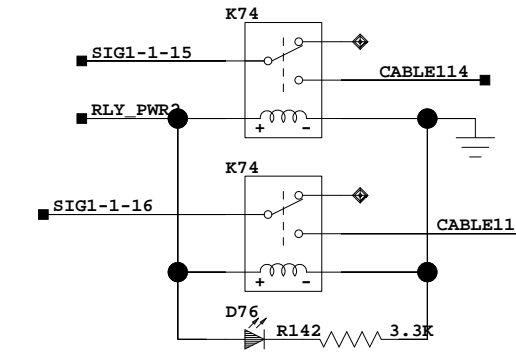 K74
SIG1-1-15
CABLE114
RLY_PWR2
+ -
K74
SIG1-1-16
CABLE11
+ -
D76
R142 3.3K